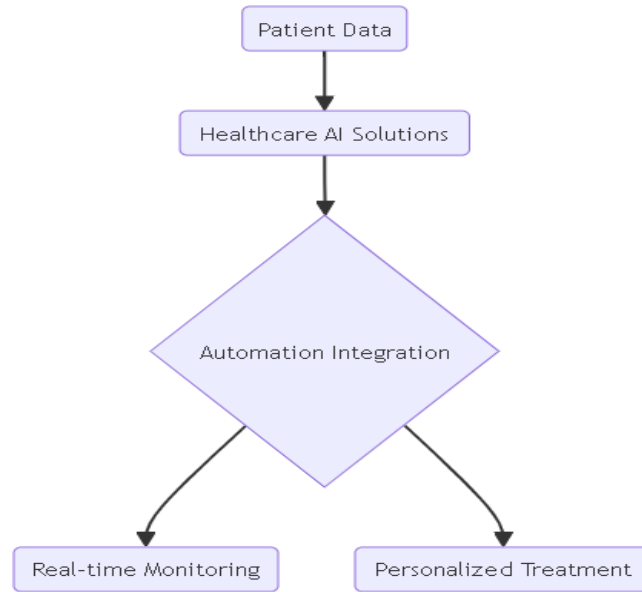 Patient Data
Healthcare AI Solutions
Automation Integration
Real-time Monitoring
Personalized Treatment